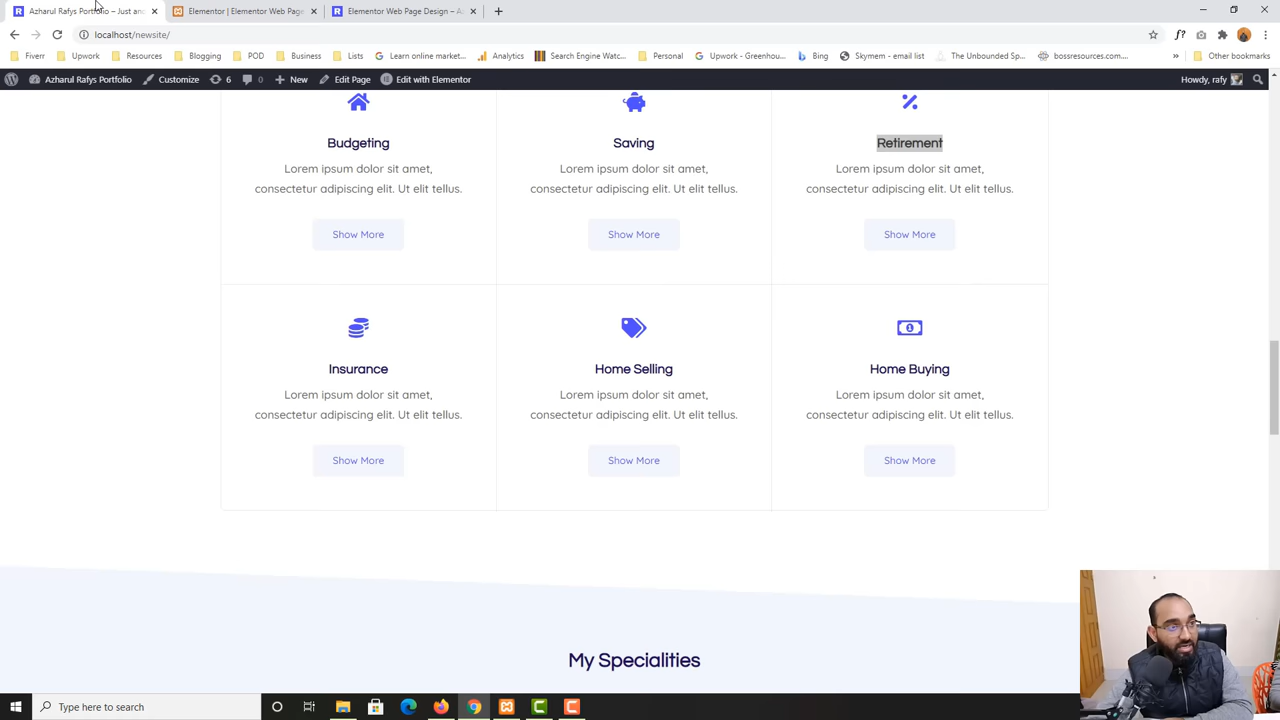 Azharul Rafys Portfolio – Just anc
Elementor | Elementor Web Page
Elementor Web Page Design – A
localhost/newsite/
f?
Fiverr
Upwork
Resources
Blogging
POD
Business
Lists
Learn online market...
Analytics
Search Engine Watc...
Personal
Upwork - Greenhou...
Skymem - email list
Bing
The Unbounded Sp...
bossresources.com...
»
Other bookmarks
Azharul Rafys Portfolio
Customize
6
0
New
Edit Page
Edit with Elementor
Howdy, rafy
Budgeting
Saving
Retirement
Lorem ipsum dolor sit amet,
consectetur adipiscing elit. Ut elit tellus.
Lorem ipsum dolor sit amet,
consectetur adipiscing elit. Ut elit tellus.
Lorem ipsum dolor sit amet,
consectetur adipiscing elit. Ut elit tellus.
Show More
Show More
Show More
Insurance
Home Selling
Home Buying
Lorem ipsum dolor sit amet,
consectetur adipiscing elit. Ut elit tellus.
Lorem ipsum dolor sit amet,
consectetur adipiscing elit. Ut elit tellus.
Lorem ipsum dolor sit amet,
consectetur adipiscing elit. Ut elit tellus.
Show More
Show More
Show More
My Specialities
Type here to search